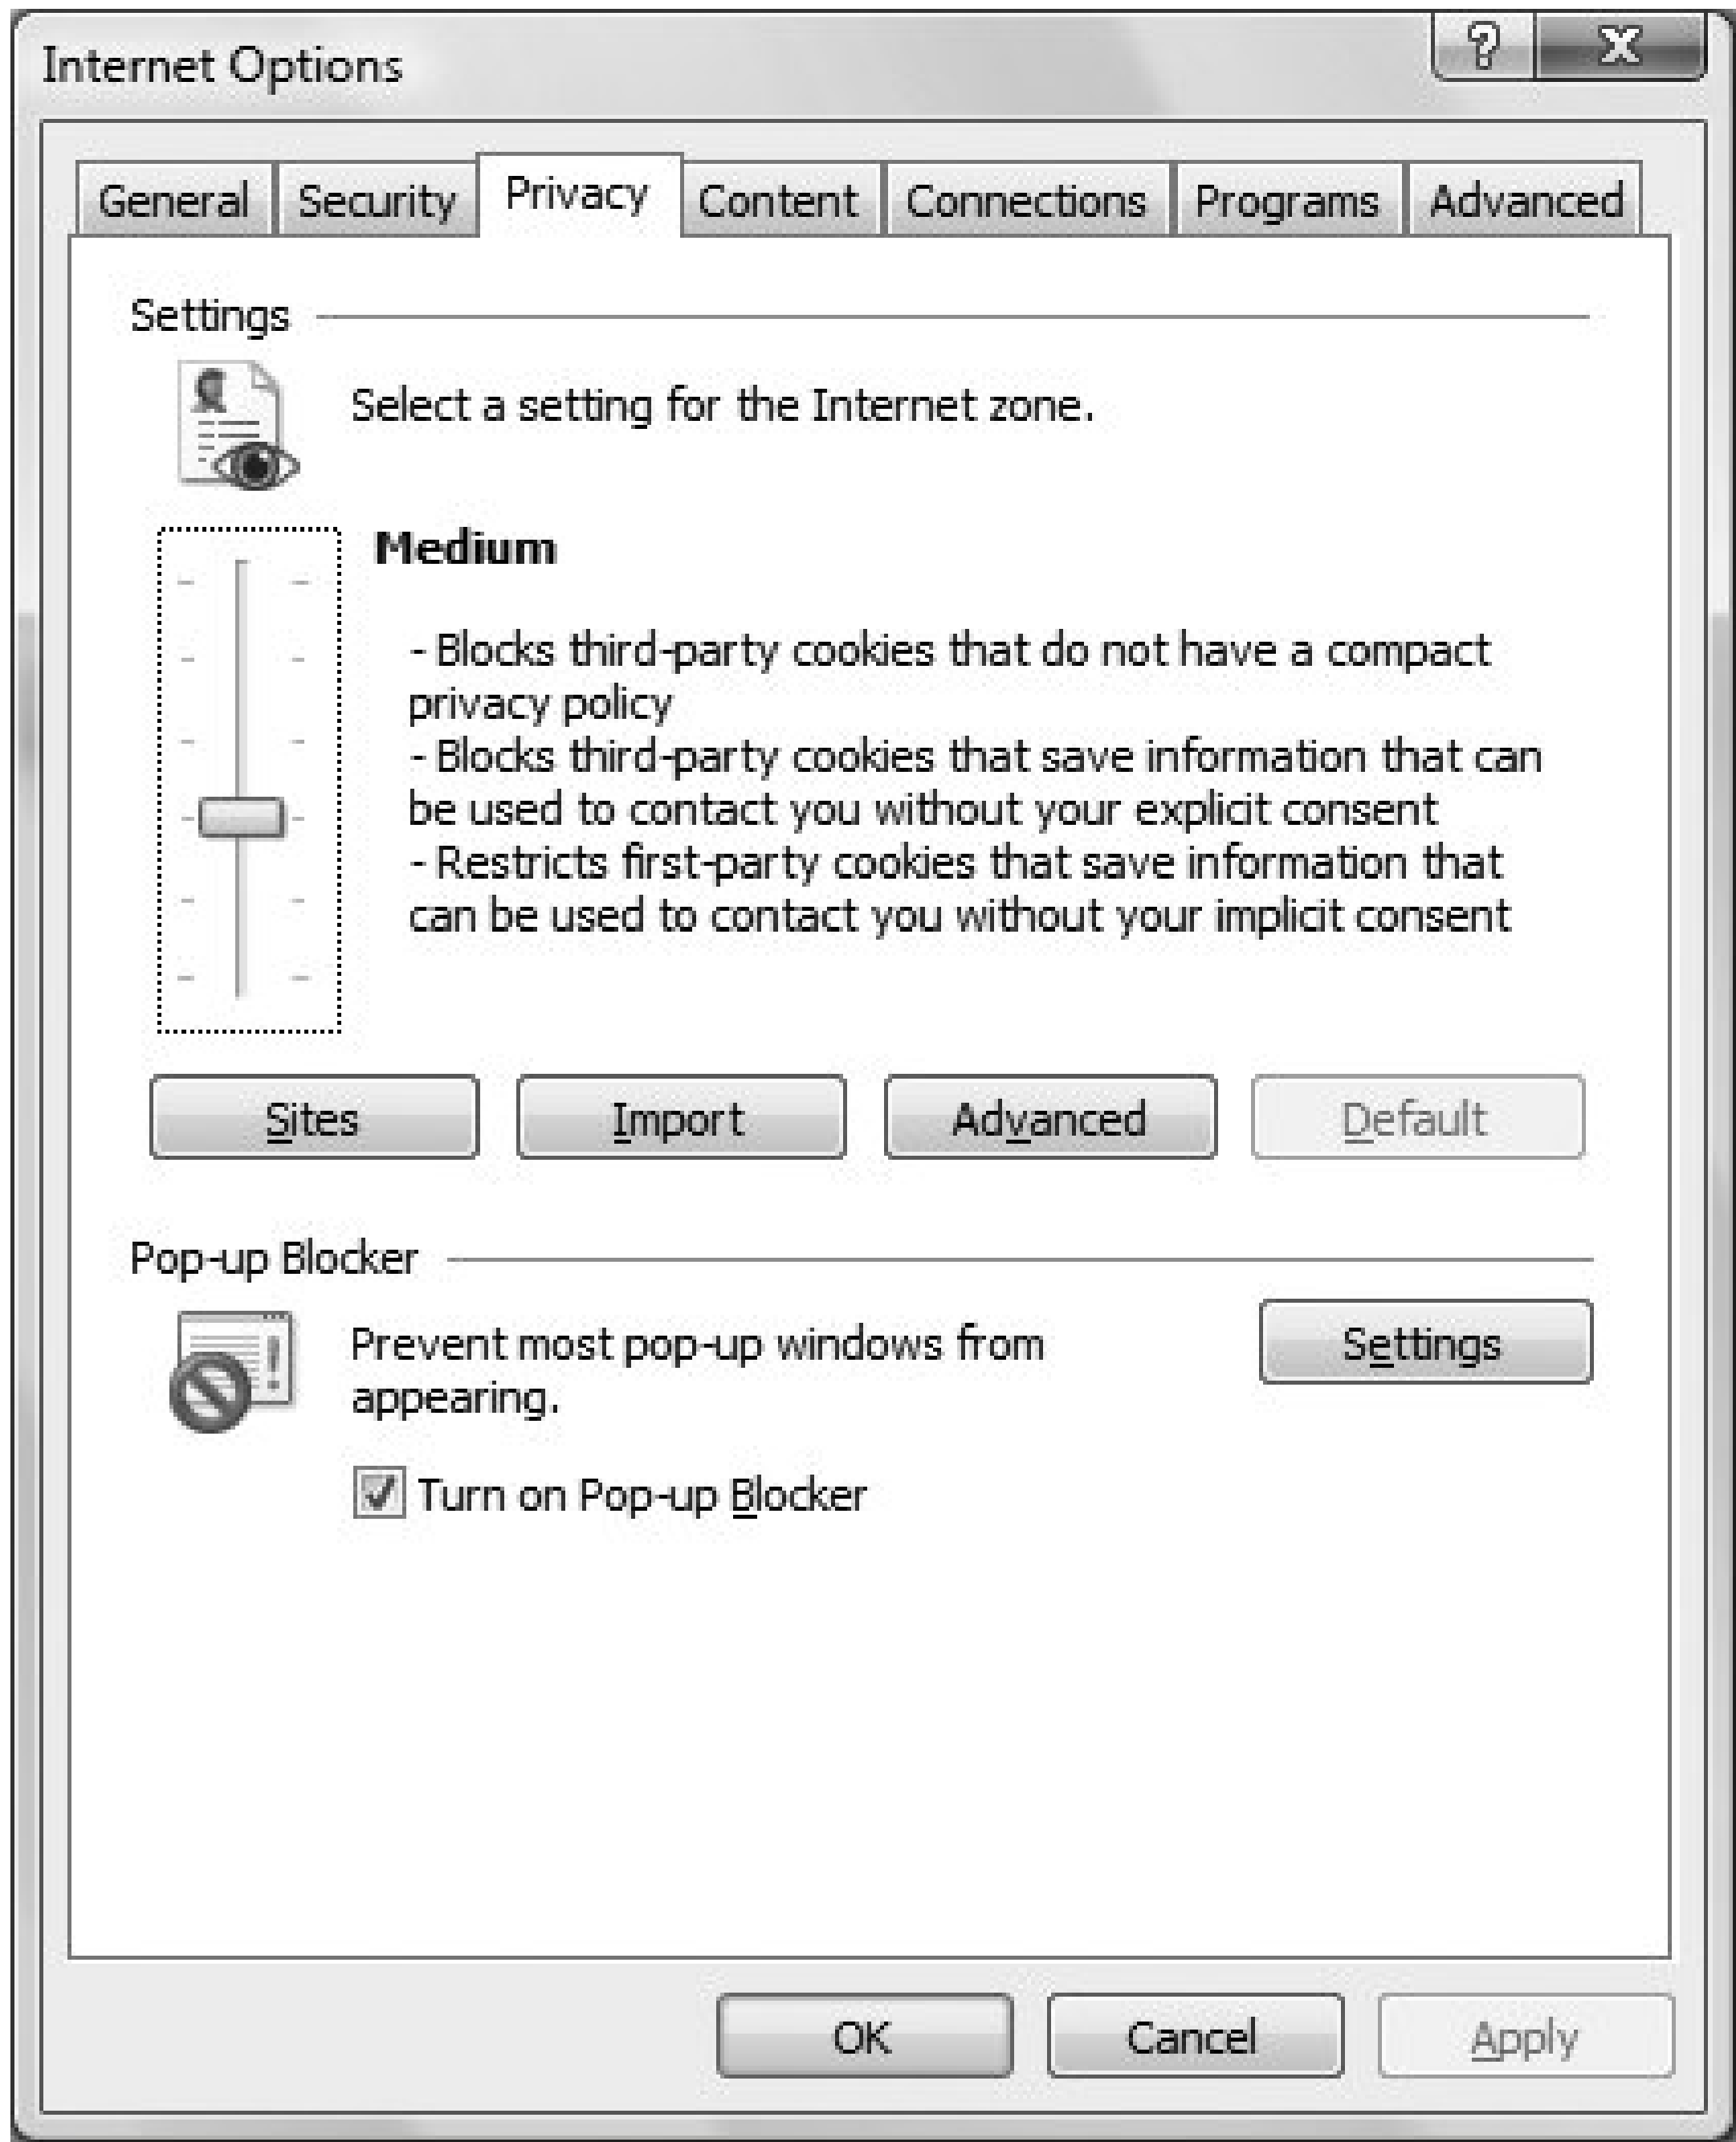 Internet Options
General Security Privacy Content Connections Programs Advanced
Settings
Select a setting for the Internet zone.
Medium
- Blocks third-party cookies that do not have a compact
privacy policy
- Blocks third-party cookies that save information that can
be used to contact you without your explicit consent
- Restricts first-party cookies that save information that
can be used to contact you without your implicit consent
Sites Import Advanced Default
Pop-up Blocker
Prevent most pop-up windows from
appearing.
Settings
Turn on Pop-up Blocker
OK Cancel Apply